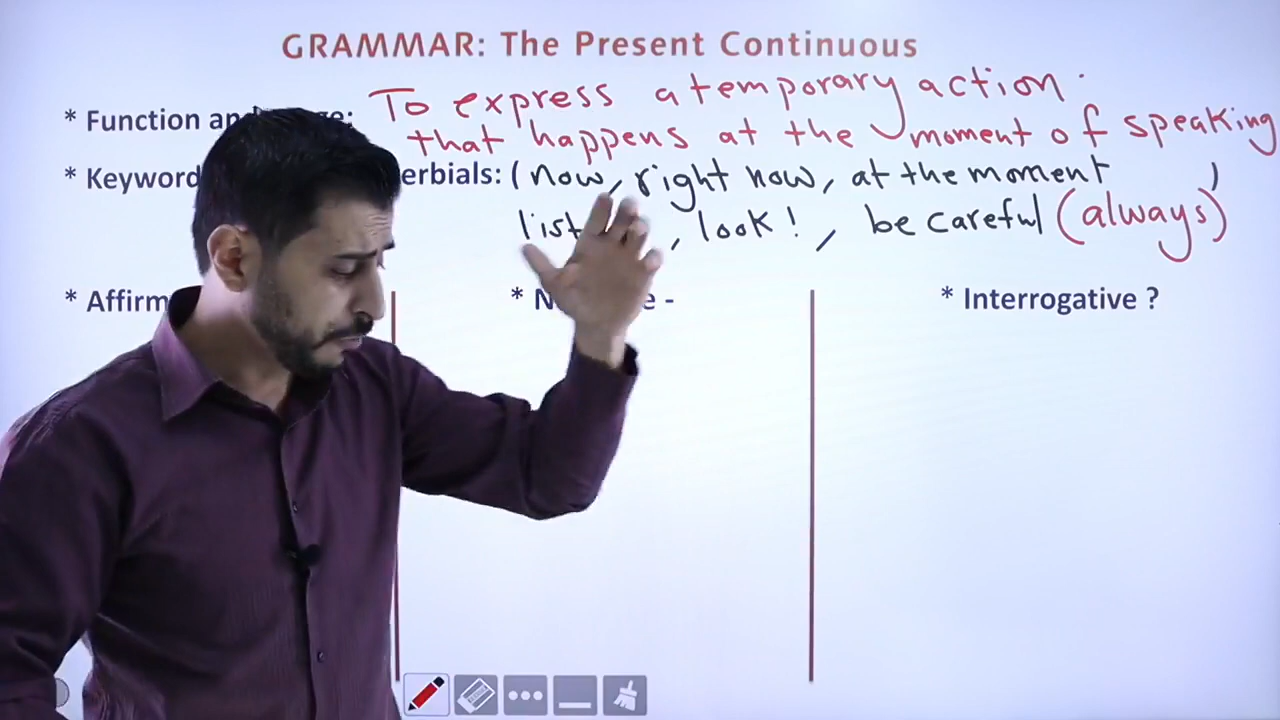 GRAMMAR: The Present Continuous
* Function an To express a temporary action.
that happens at the moment of speaking
* Keyword erbials: (now, right now, at the moment ,
list , look! , be careful (always)
* Affirm * N e - * Interrogative ?